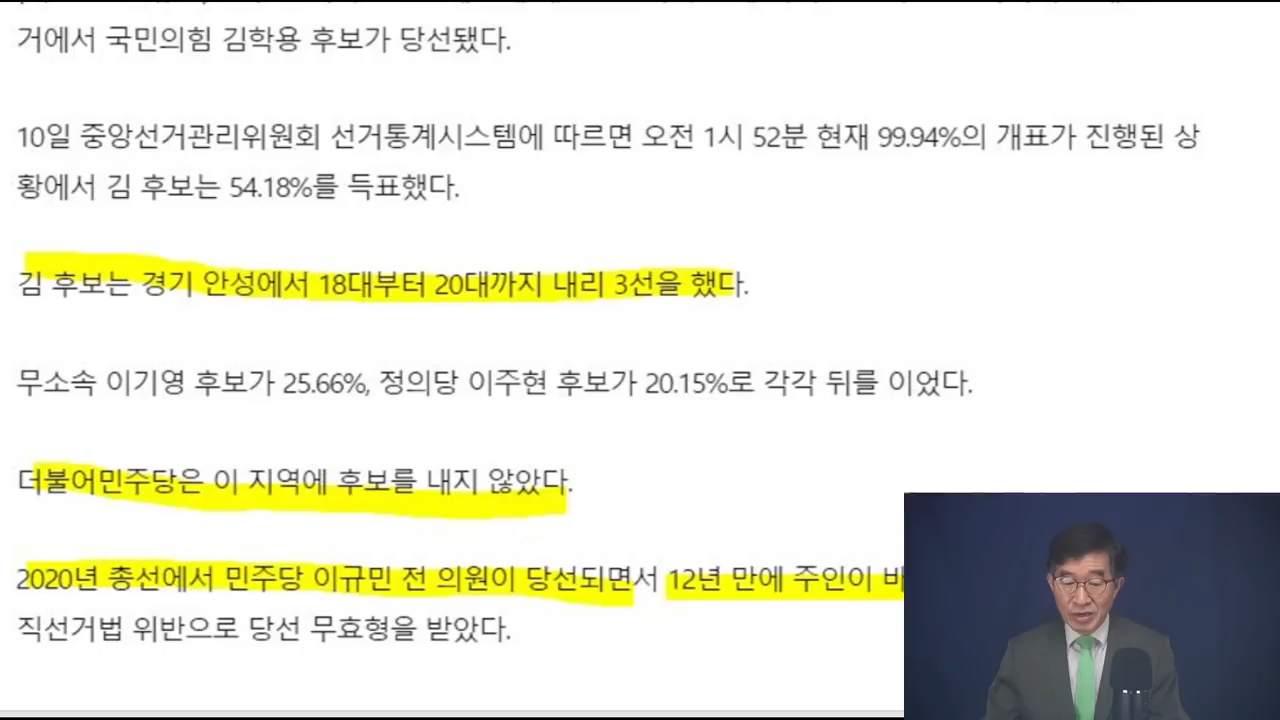 거에서 국민의힘 김학용 후보가 당선됐다.
10일 중앙선거관리위원회 선거통계시스템에 따르면 오전 1시 52분 현재 99.94%의 개표가 진행된 상
황에서 김 후보는 54.18%를 득표했다.
김 후보는 경기 안성에서 18대부터 20대까지 내리 3선을 했다.
무소속 이기영 후보가 25.66%, 정의당 이주현 후보가 20.15%로 각각 뒤를 이었다.
더불어민주당은 이 지역에 후보를 내지 않았다.
2020년 총선에서 민주당 이규민 전 의원이 당선되면서 12년 만에 주인이 바
직선거법 위반으로 당선 무효형을 받았다.